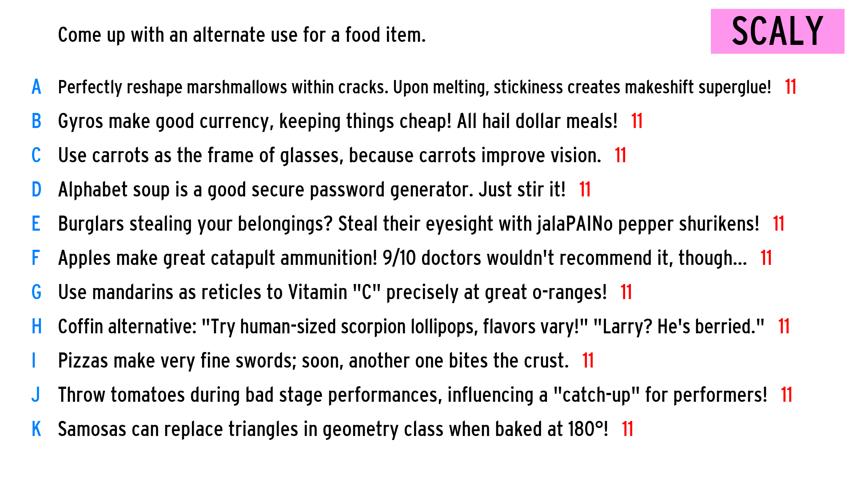 Come up with an alternate use for a food item.
SCALY
A Perfectly reshape marshmallows within cracks. Upon melting, stickiness creates makeshift superglue! 11
B Gyros make good currency, keeping things cheap! All hail dollar meals! 11
C Use carrots as the frame of glasses, because carrots improve vision. 11
D Alphabet soup is a good secure password generator. Just stir it! 11
E Burglars stealing your belongings? Steal their eyesight with jalaPAINo pepper shurikens! 11
F Apples make great catapult ammunition! 9/10 doctors wouldn't recommend it, though... 11
G Use mandarins as reticles to Vitamin "C" precisely at great o-ranges! 11
H Coffin alternative: "Try human-sized scorpion lollipops, flavors vary!" "Larry? He's berried." 11
I Pizzas make very fine swords; soon, another one bites the crust. 11
J Throw tomatoes during bad stage performances, influencing a "catch-up" for performers! 11
K Samosas can replace triangles in geometry class when baked at 180°! 11